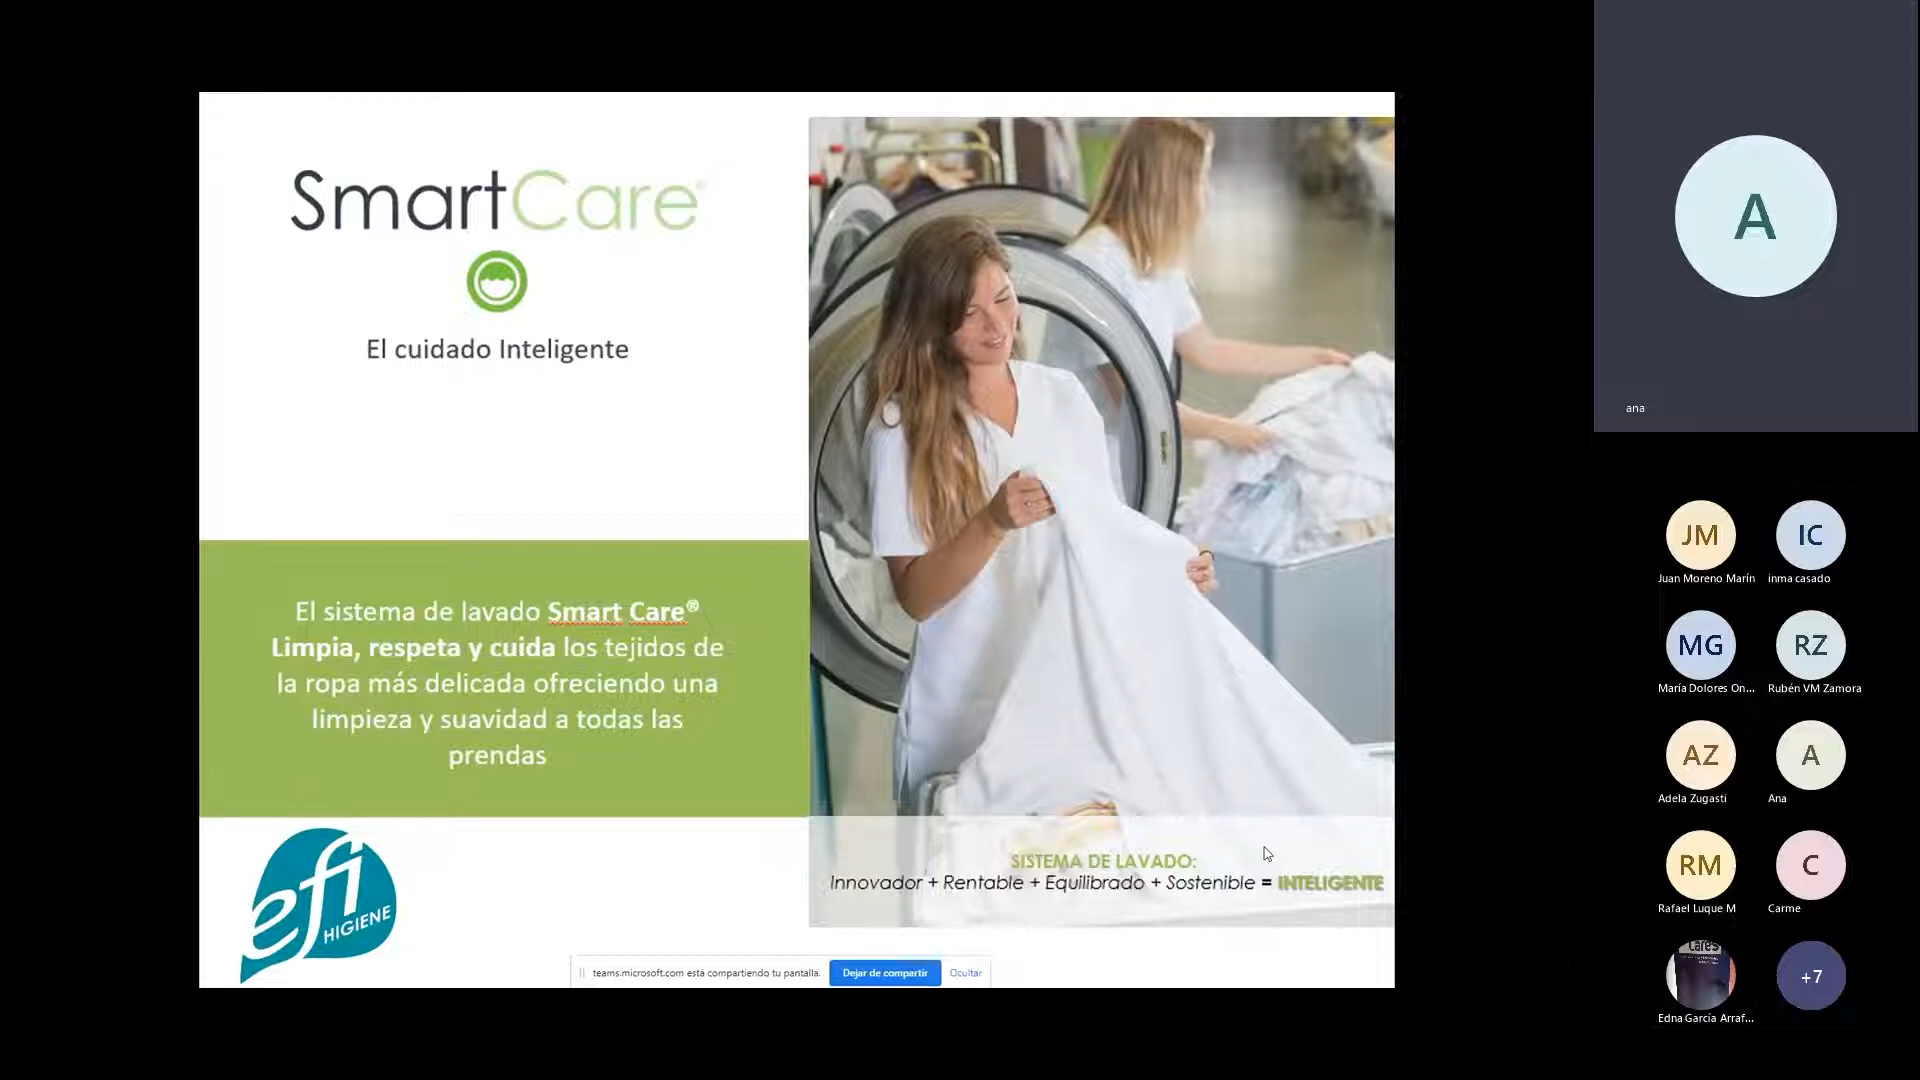 SmartCare®
El cuidado Inteligente
El sistema de lavado Smart Care®
Limpia, respeta y cuida los tejidos de
la ropa más delicada ofreciendo una
limpieza y suavidad a todas las
prendas
efi
HIGIENE
SISTEMA DE LAVADO:
Innovador + Rentable + Equilibrado + Sostenible = INTELIGENTE
teams.microsoft.com está compartiendo tu pantalla.
Dejar de compartir
Ocultar
A
ana
JM
IC
Juan Moreno Marín
inma casado
MG
RZ
María Dolores On...
Rubén VM Zamora
AZ
A
Adela Zugasti
Ana
RM
C
Rafael Luque M
Carme
+7
Edna García Arraf...